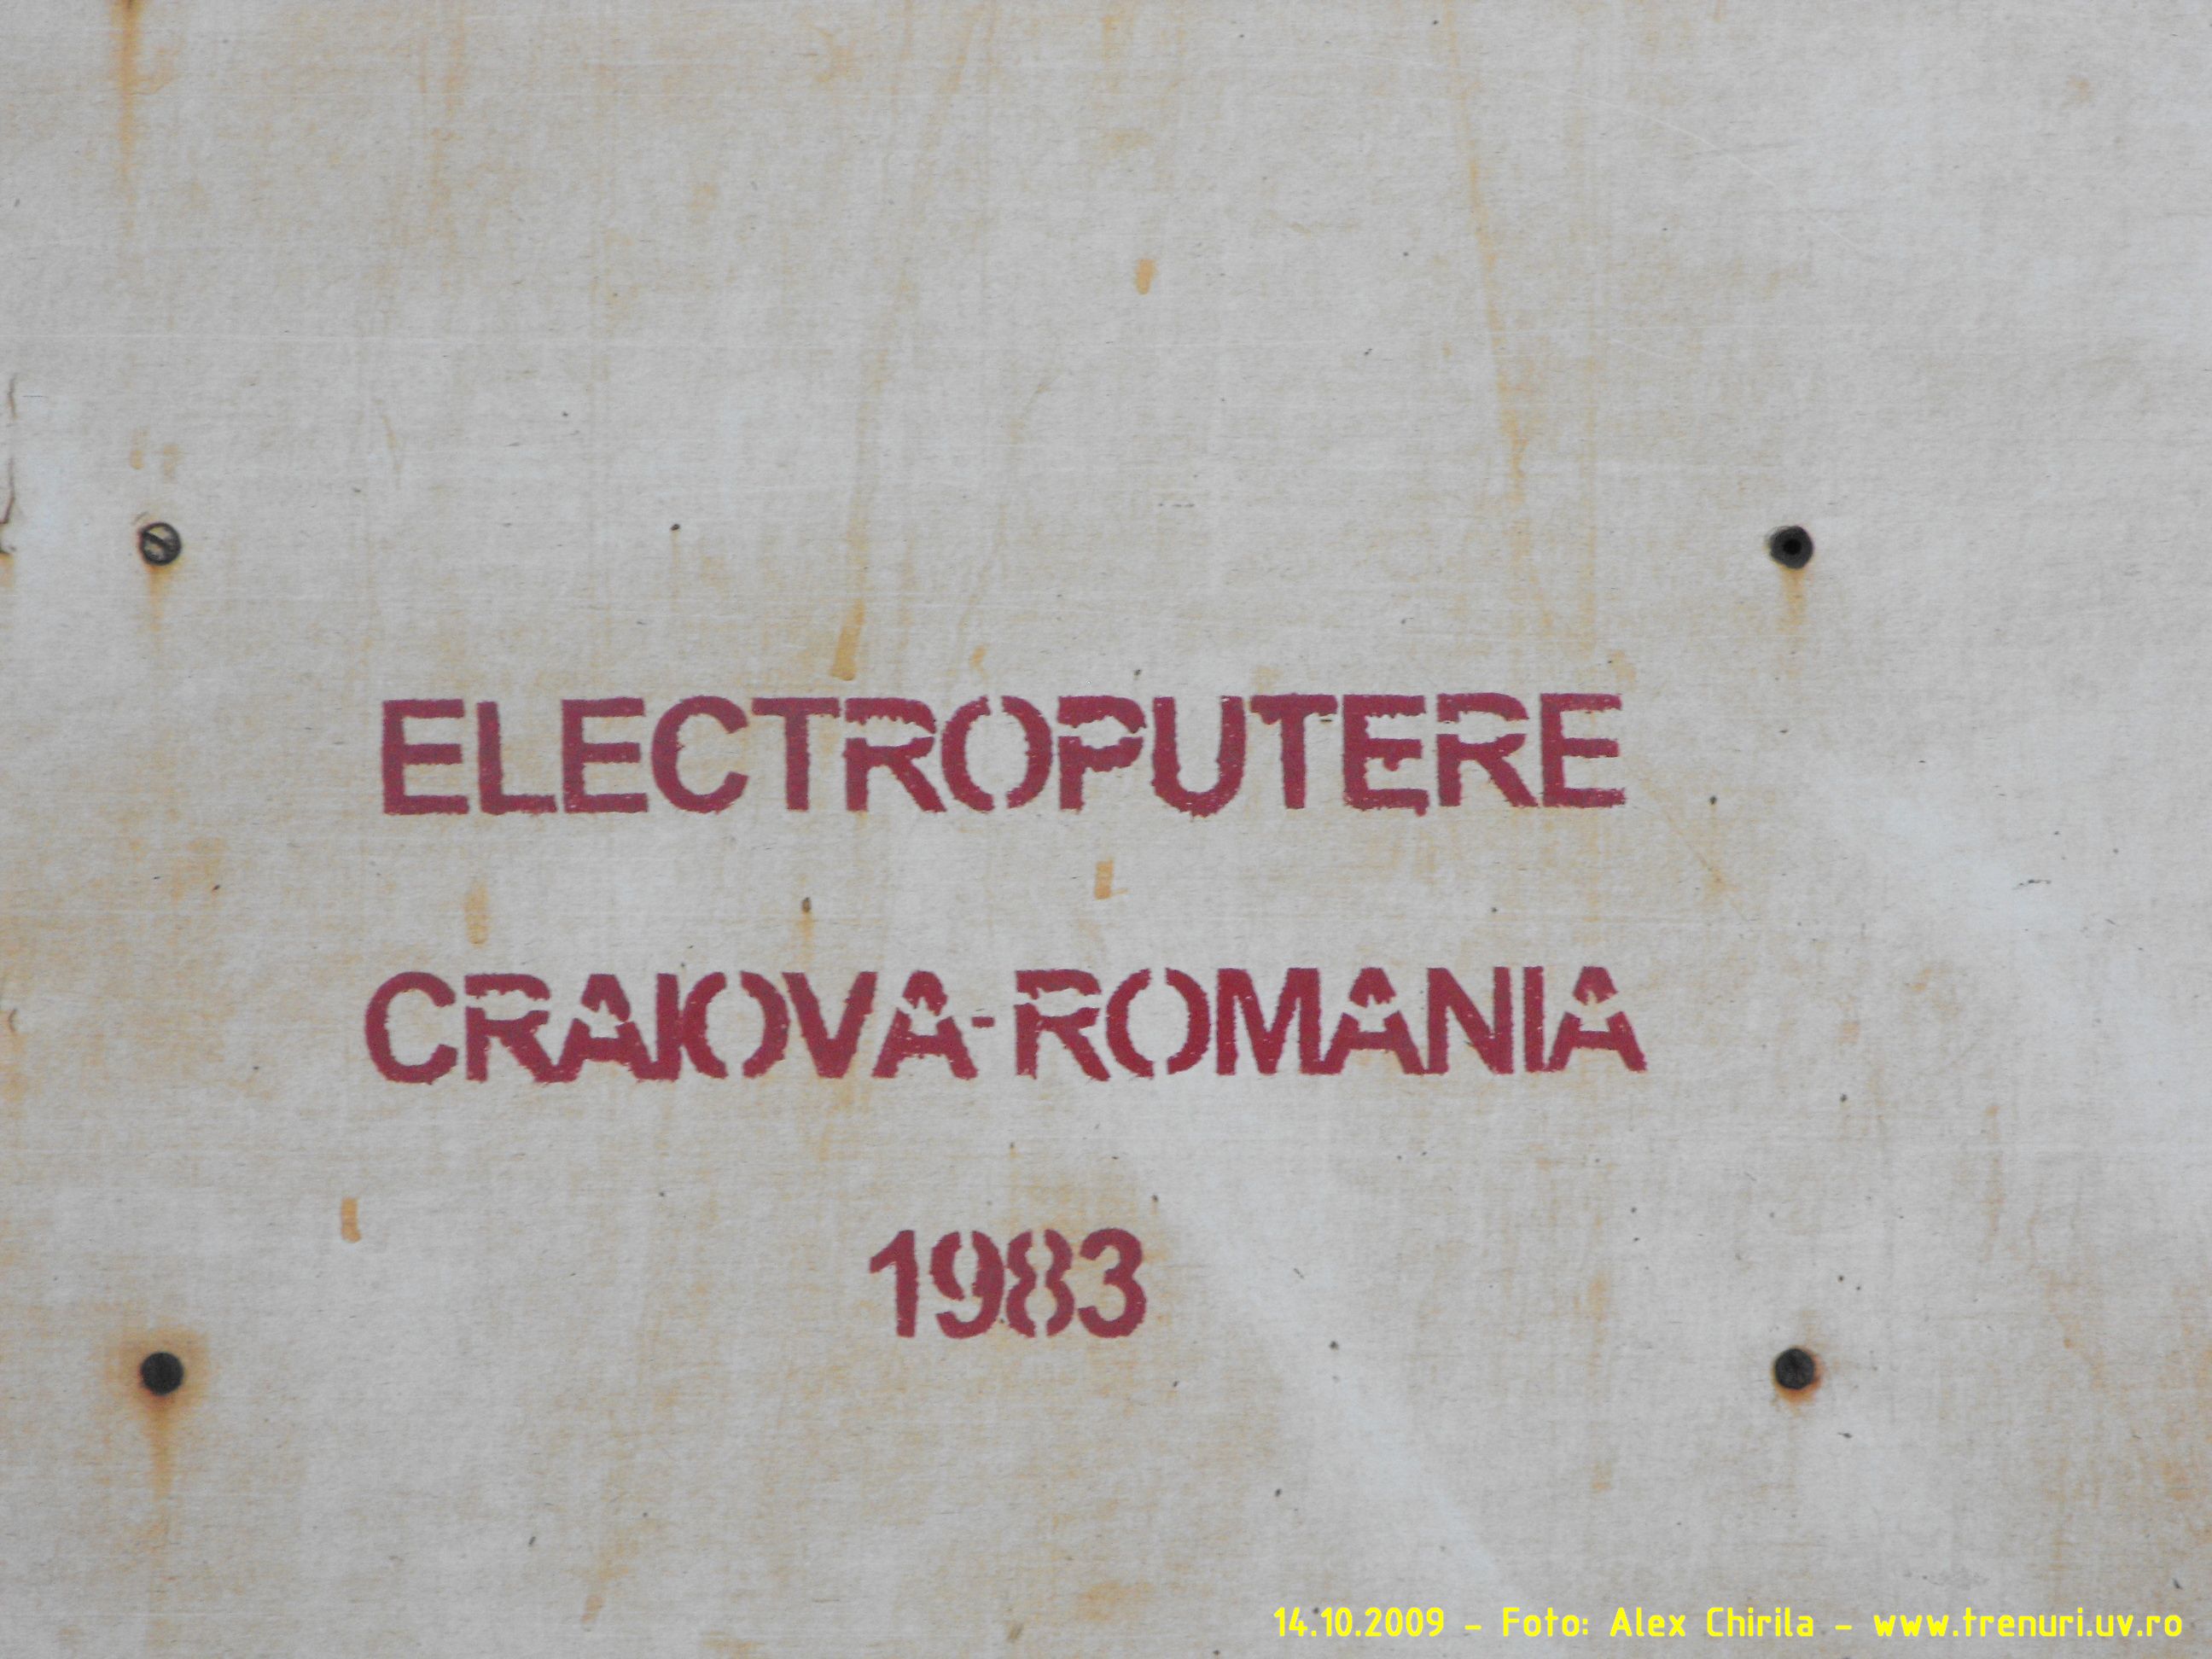 ELECTROPUTERE
CRAIOVA-ROMANIA
1983
14.10.2009 - Foto: Alex Chirila - www.trenuri.uv.ro